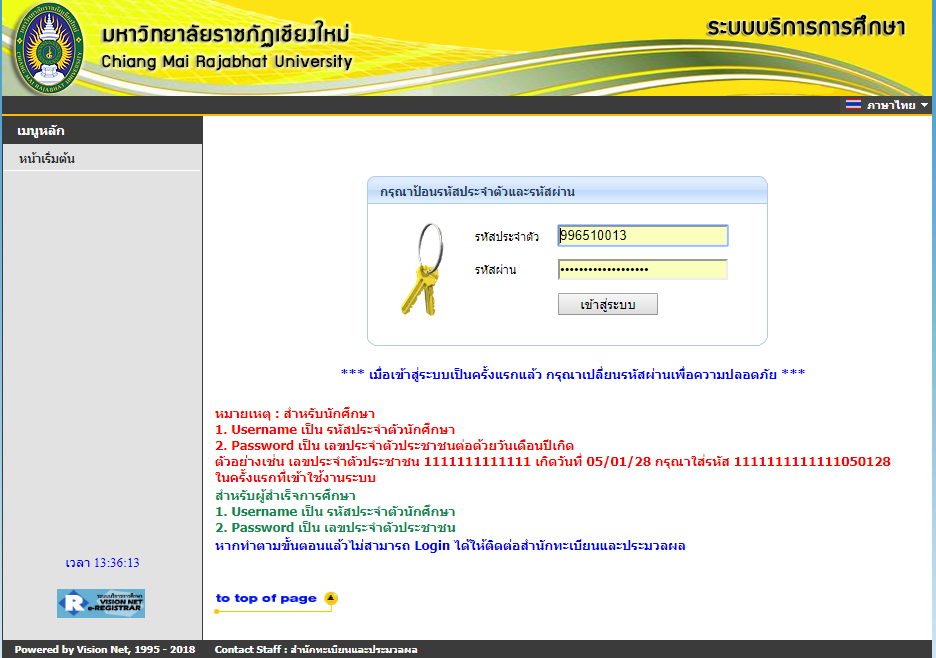 มหาวิทยาลัยราชภัฏเชียงใหม่
Chiang Mai Rajabhat University
ระบบบริการการศึกษา
ภาษาไทย
เมนูหลัก
หน้าเริ่มต้น
กรุณาป้อนรหัสประจำตัวและรหัสผ่าน
รหัสประจำตัว 996510013
รหัสผ่าน ••••••••••••••••••
เข้าสู่ระบบ
*** เมื่อเข้าสู่ระบบเป็นครั้งแรกแล้ว กรุณาเปลี่ยนรหัสผ่านเพื่อความปลอดภัย ***
หมายเหตุ : สำหรับนักศึกษา
1. Username เป็น รหัสประจำตัวนักศึกษา
2. Password เป็น เลขประจำตัวประชาชนต่อด้วยวันเดือนปีเกิด
ตัวอย่างเช่น เลขประจำตัวประชาชน 1111111111111 เกิดวันที่ 05/01/28 กรุณาใส่รหัส 1111111111111050128
ในครั้งแรกที่เข้าใช้งานระบบ
สำหรับผู้สำเร็จการศึกษา
1. Username เป็น รหัสประจำตัวนักศึกษา
2. Password เป็น เลขประจำตัวประชาชน
หากทำตามขั้นตอนแล้วไม่สามารถ Login ได้ให้ติดต่อสำนักทะเบียนและประมวลผล
เวลา 13:36:13
ระบบบริการการศึกษา
VISION NET
e-REGISTRAR
to top of page
Powered by Vision Net, 1995 - 2018
Contact Staff : สำนักทะเบียนและประมวลผล